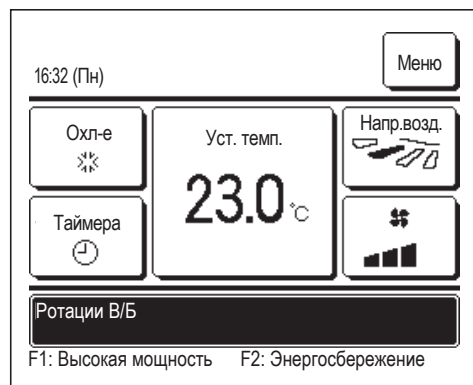 Меню
16:32 (Пн)
Охл-е
Уст. темп.
Напр.возд.
23.0 °C
Таймера
Ротации В/Б
F1: Высокая мощность F2: Энергосбережение